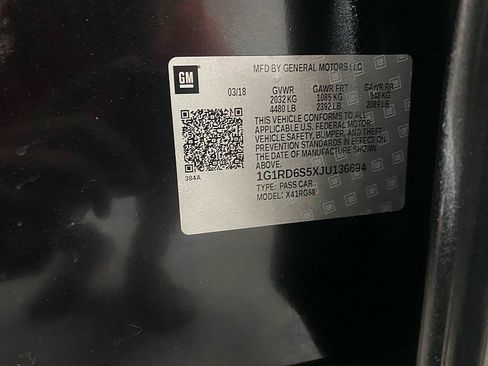 GM
MFD BY GENERAL MOTORS LLC
03/18 GVWR GAWR FRT GAWR RR
2032 KG 1085 KG 948 KG
4480 LB 2392 LB 2089 LB
THIS VEHICLE CONFORMS TO ALL
APPLICABLE U.S. FEDERAL MOTOR
VEHICLE SAFETY, BUMPER, AND THEFT
PREVENTION STANDARDS IN EFFECT ON
THE DATE OF MANUFACTURE SHOWN
ABOVE.
384A
1G1RD6S5XJU136694
TYPE: PASS CAR
MODEL: X41RG68